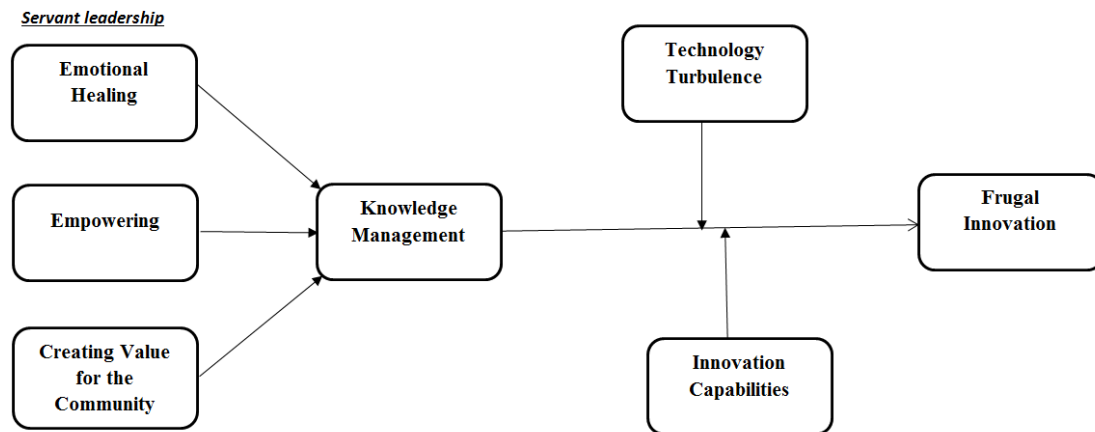 Servant leadership
Emotional
Healing
Technology
Turbulence
Empowering
Knowledge
Management
Frugal
Innovation
Creating Value
for the
Community
Innovation
Capabilities